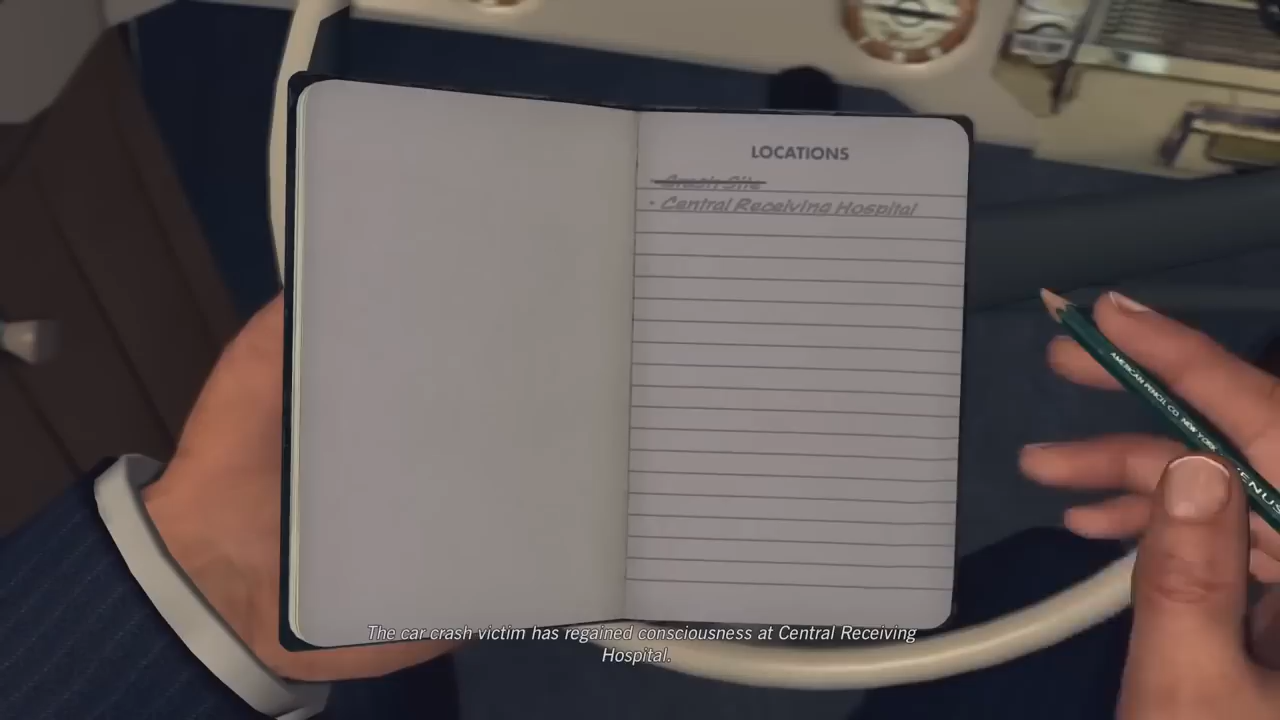 LOCATIONS
- Crash Site
- Central Receiving Hospital
AMERICAN PENCIL CO. NEW YORK
VENUS
The car crash victim has regained consciousness at Central Receiving
Hospital.